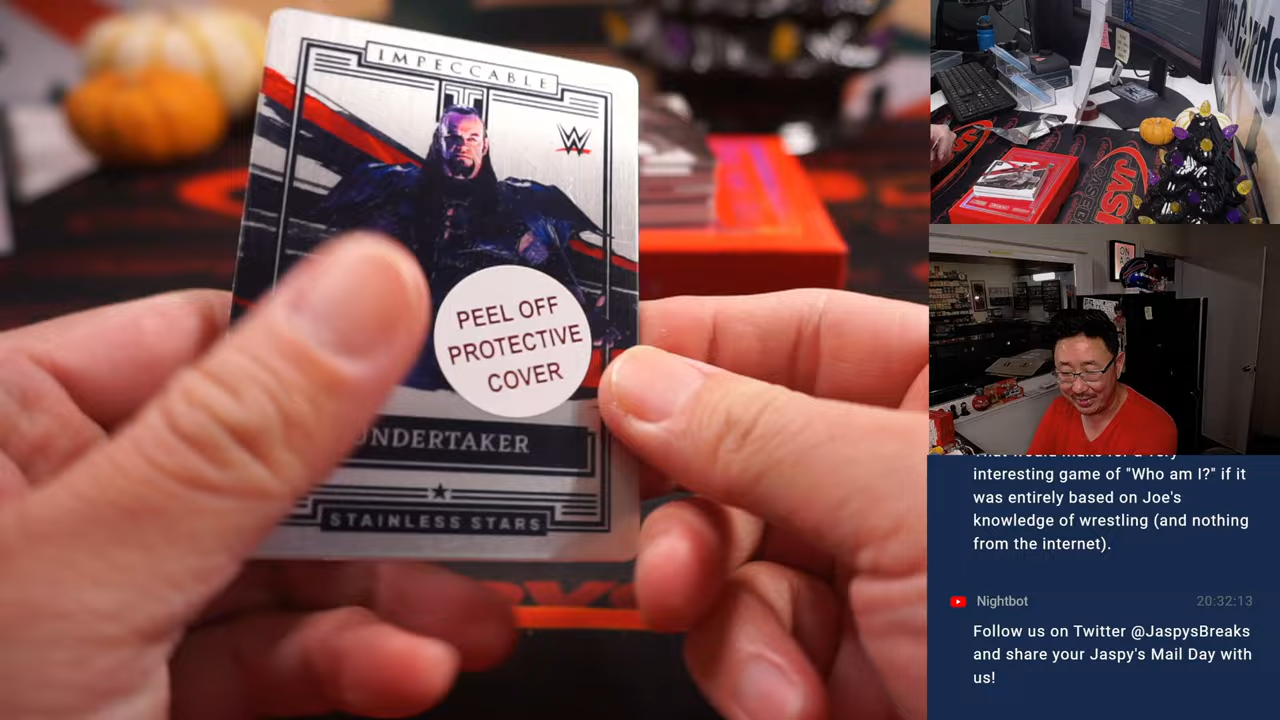 IMPECCABLE
W
PEEL OFF
PROTECTIVE
COVER
UNDERTAKER
STAINLESS STARS
interesting game of "Who am I?" if it
was entirely based on Joe's
knowledge of wrestling (and nothing
from the internet).
Nightbot 20:32:13
Follow us on Twitter @JaspysBreaks
and share your Jaspy's Mail Day with
us!